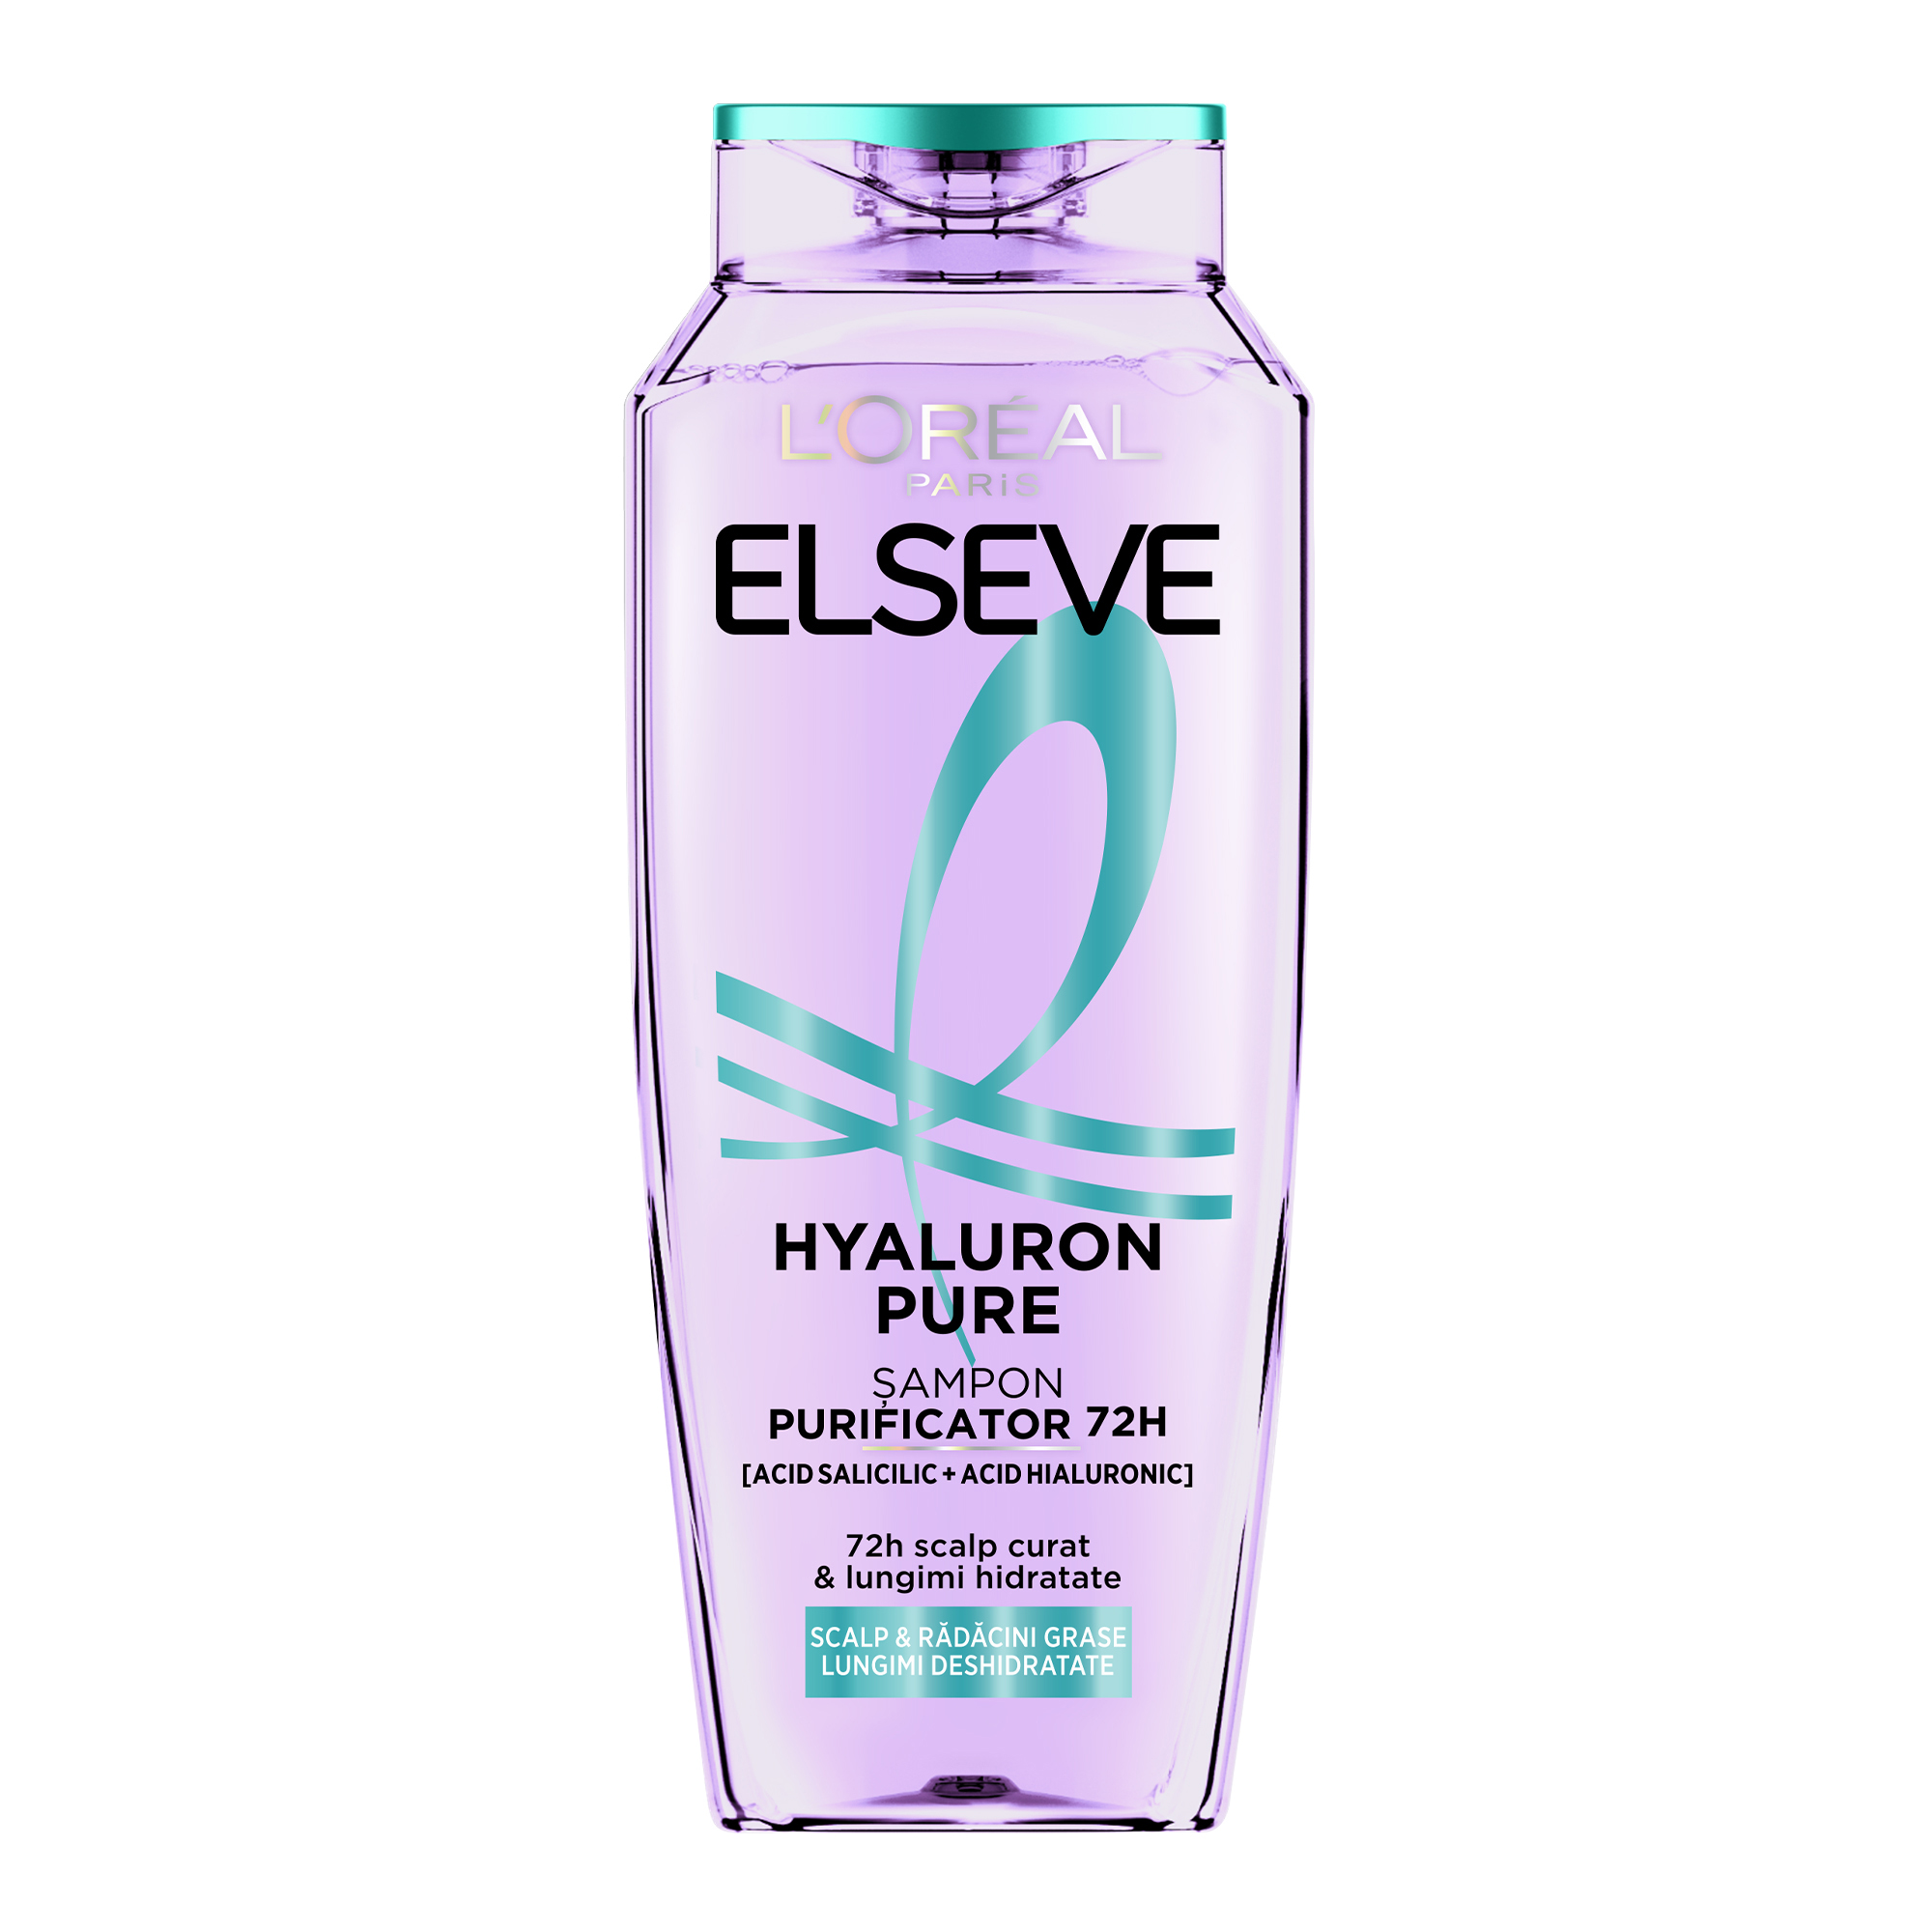 L'ORÉAL
PARiS
ELSEVE
HYALURON
PURE
ȘAMPON
PURIFICATOR 72H
[ACID SALICILIC + ACID HIALURONIC]
72h scalp curat
& lungimi hidratate
SCALP & RĂDĂCINI GRASE
LUNGIMI DESHIDRATATE